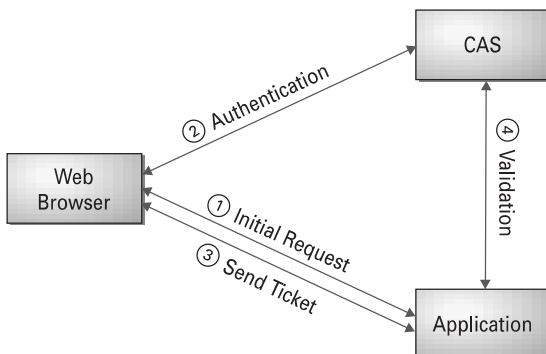 CAS
② Authentication
④ Validation
Web
Browser
① Initial Request
③ Send Ticket
Application